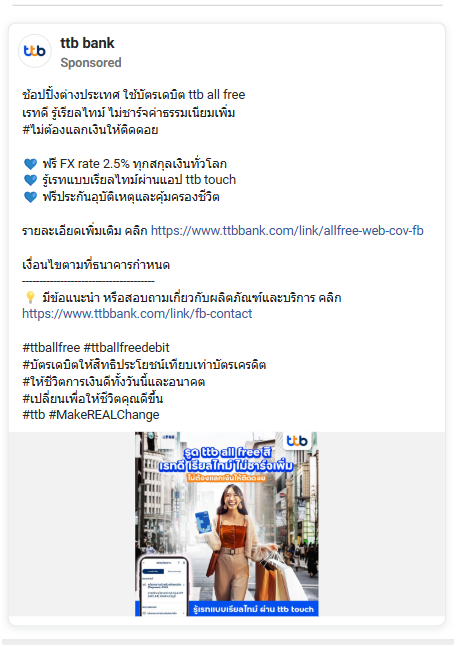 ttb bank
Sponsored
ช้อปปิ้งต่างประเทศ ใช้บัตรเดบิต ttb all free
เรทดี รู้เรียลไทม์ ไม่ชาร์จค่าธรรมเนียมเพิ่ม
#ไม่ต้องแลกเงินให้ติดดอย
💙 ฟรี FX rate 2.5% ทุกสกุลเงินทั่วโลก
💙 รู้เรทแบบเรียลไทม์ผ่านแอป ttb touch
💙 ฟรีประกันอุบัติเหตุและคุ้มครองชีวิต
รายละเอียดเพิ่มเติม คลิก https://www.ttbbank.com/link/allfree-web-cov-fb
เงื่อนไขตามที่ธนาคารกำหนด
--------------------------------------
💡 มีข้อแนะนำ หรือสอบถามเกี่ยวกับผลิตภัณฑ์และบริการ คลิก
https://www.ttbbank.com/link/fb-contact
#ttballfree #ttballfreedebit
#บัตรเดบิตให้สิทธิประโยชน์เทียบเท่าบัตรเครดิต
#ให้ชีวิตการเงินดีทั้งวันนี้และอนาคต
#เปลี่ยนเพื่อให้ชีวิตคุณดีขึ้น
#ttb #MakeREALChange
ttb
รูด ttb all free สิ
เรทดี เรียลไทม์ ไม่ชาร์จเพิ่ม
ไม่ต้องแลกเงินให้ติดดอย
รู้เรทแบบเรียลไทม์ ผ่าน ttb touch